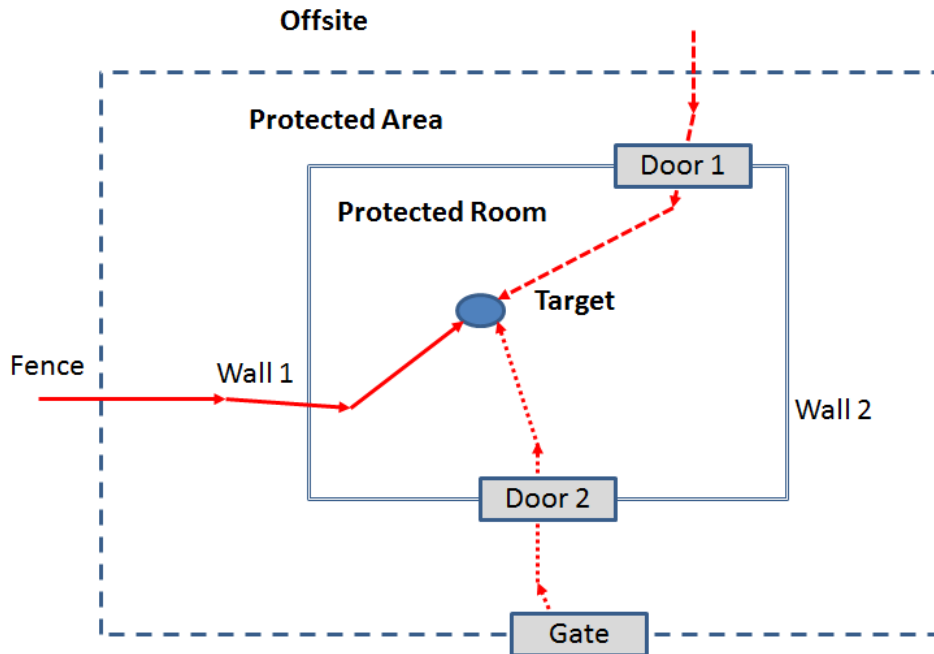 Offsite
Protected Area
Door 1
Protected Room
Target
Fence
Wall 1
Wall 2
Door 2
Gate